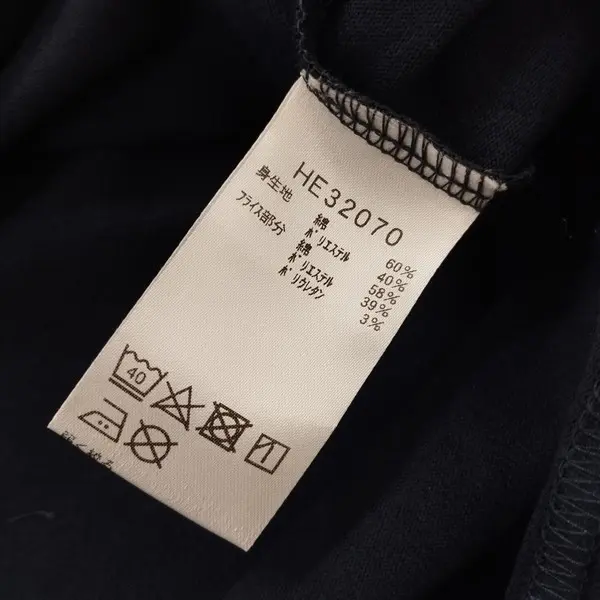 HE32070
身生地 綿 60%
ポリエステル 40%
フライス部分 綿 58%
ポリエステル 39%
ポリウレタン 3%
40